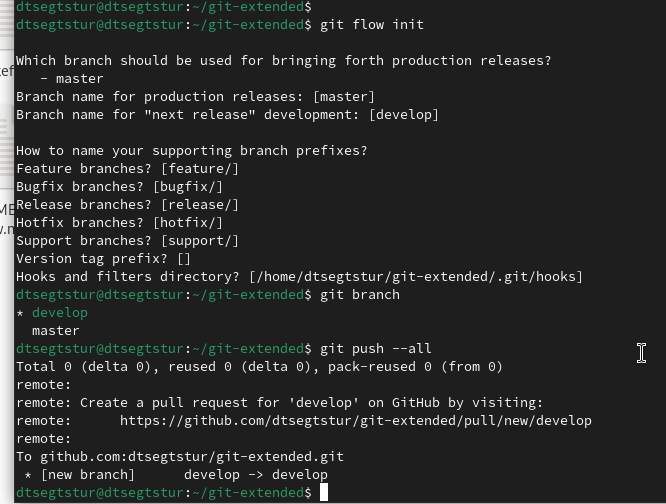 dtsegtstur@dtsegtstur:~/git-extended$
dtsegtstur@dtsegtstur:~/git-extended$ git flow init
Which branch should be used for bringing forth production releases?
   - master
Branch name for production releases: [master]
Branch name for "next release" development: [develop]
How to name your supporting branch prefixes?
Feature branches? [feature/]
Bugfix branches? [bugfix/]
Release branches? [release/]
Hotfix branches? [hotfix/]
Support branches? [support/]
Version tag prefix? []
Hooks and filters directory? [/home/dtsegtstur/git-extended/.git/hooks]
dtsegtstur@dtsegtstur:~/git-extended$ git branch
* develop
  master
dtsegtstur@dtsegtstur:~/git-extended$ git push --all
Total 0 (delta 0), reused 0 (delta 0), pack-reused 0 (from 0)
remote:
remote: Create a pull request for 'develop' on GitHub by visiting:
remote:      https://github.com/dtsegtstur/git-extended/pull/new/develop
remote:
To github.com:dtsegtstur/git-extended.git
 * [new branch]      develop -> develop
dtsegtstur@dtsegtstur:~/git-extended$